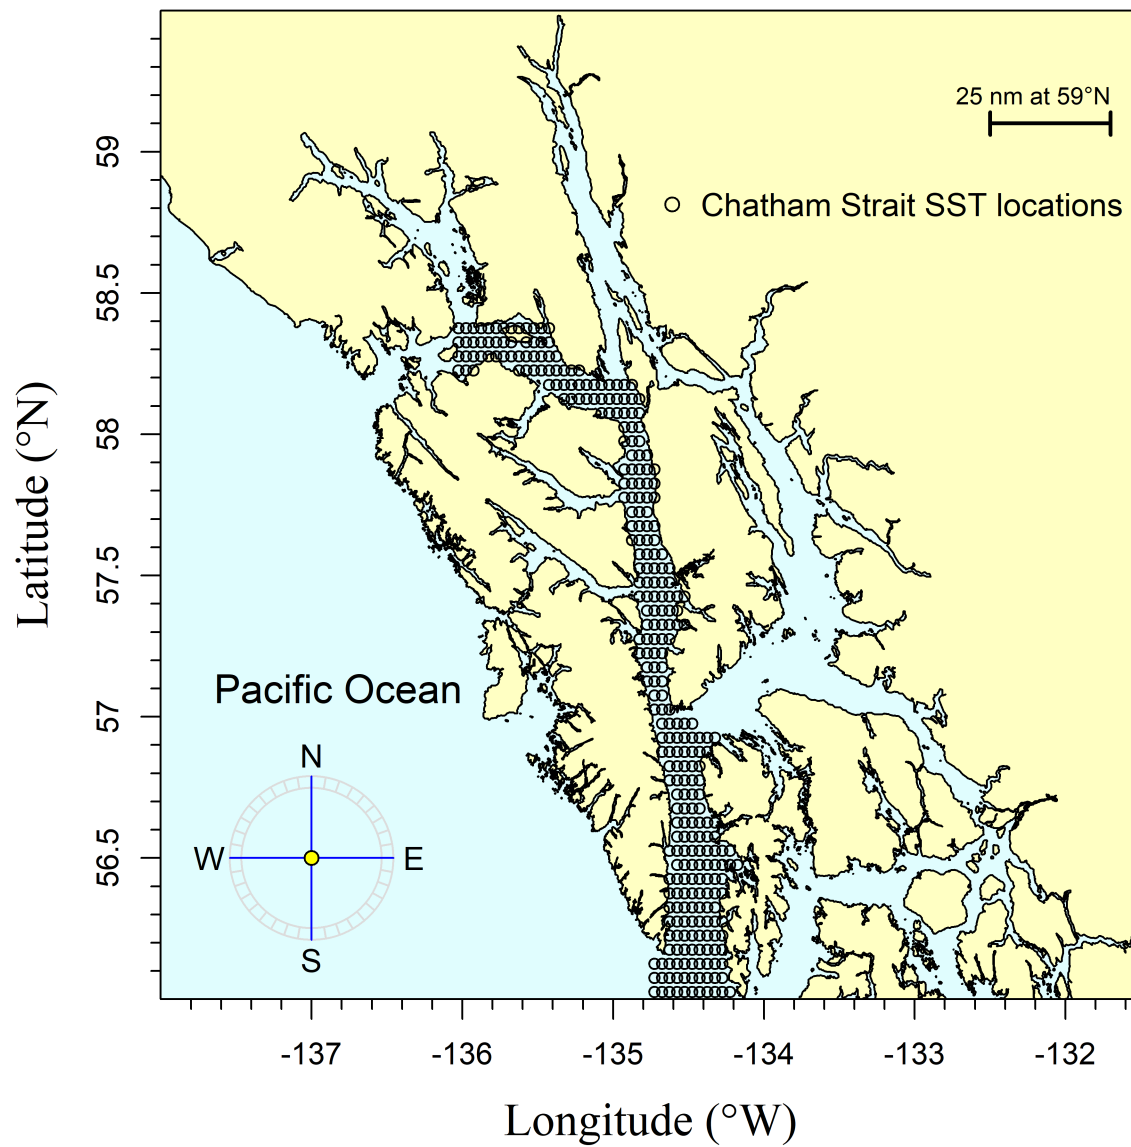 25 nm at 59°N
Chatham Strait SST locations
59
58.5
58
57.5
57
56.5
Latitude (°N)
Pacific Ocean
N
W
E
S
-137
-136
-135
-134
-133
-132
Longitude (°W)